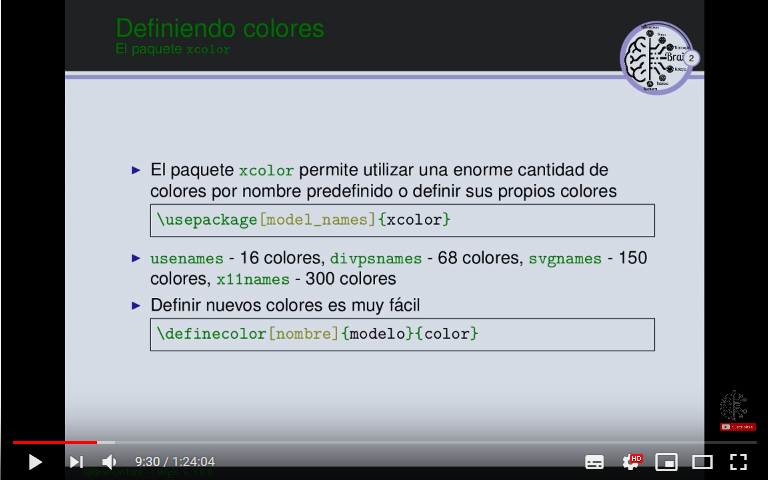 Definiendo colores
El paquete xcolor
Brai
2
El paquete xcolor permite utilizar una enorme cantidad de
colores por nombre predefinido o definir sus propios colores
\usepackage[model_names]{xcolor}
usenames - 16 colores, divpsnames - 68 colores, svgnames - 150
colores, x11names - 300 colores
Definir nuevos colores es muy fácil
\definecolor[nombre]{modelo}{color}
9:30 / 1:24:04
HD